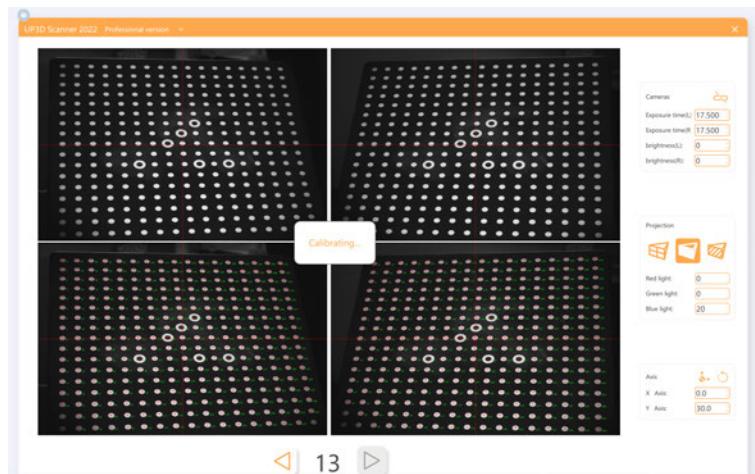 UP3D Scanner 2022 Professional version
Cameras
Exposure time(L) 17.500
Exposure time(R 17.500
brightness(L): 0
brightness(R): 0
Calibrating...
Projection
Red light: 0
Green light: 0
Blue light: 20
Axis
X Axis: 0.0
Y Axis: 30.0
13